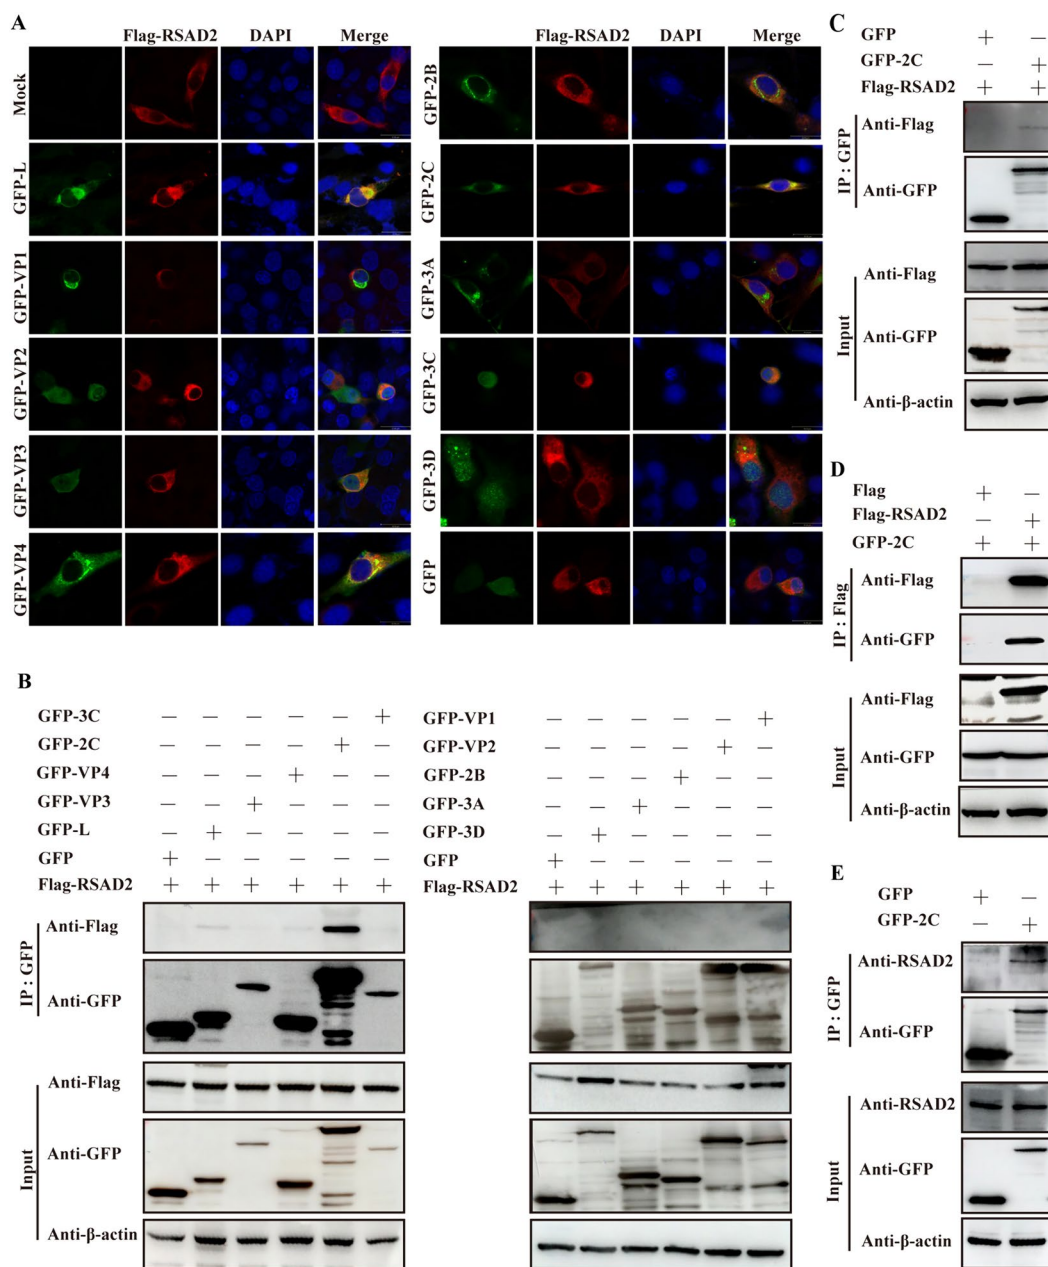 A
Flag-RSAD2 DAPI Merge
Mock
GFP-L
GFP-VP1
GFP-VP2
GFP-VP3
GFP-VP4
Flag-RSAD2 DAPI Merge
GFP-2B
GFP-2C
GFP-3A
GFP-3C
GFP-3D
GFP
B
GFP-3C — — — — — +
GFP-2C — — — — + —
GFP-VP4 — — — + — —
GFP-VP3 — — + — — —
GFP-L — + — — — —
GFP + — — — — —
Flag-RSAD2 + + + + + +
IP : GFP
Anti-Flag
Anti-GFP
Input
Anti-Flag
Anti-GFP
Anti-β-actin
GFP-VP1 — — — — — +
GFP-VP2 — — — — + —
GFP-2B — — — + — —
GFP-3A — — + — — —
GFP-3D — + — — — —
GFP + — — — — —
Flag-RSAD2 + + + + + +
C
GFP + —
GFP-2C — +
Flag-RSAD2 + +
IP : GFP
Anti-Flag
Anti-GFP
Input
Anti-Flag
Anti-GFP
Anti-β-actin
D
Flag + —
Flag-RSAD2 — +
GFP-2C + +
IP : Flag
Anti-Flag
Anti-GFP
Input
Anti-Flag
Anti-GFP
Anti-β-actin
E
GFP + —
GFP-2C — +
IP : GFP
Anti-RSAD2
Anti-GFP
Input
Anti-RSAD2
Anti-GFP
Anti-β-actin